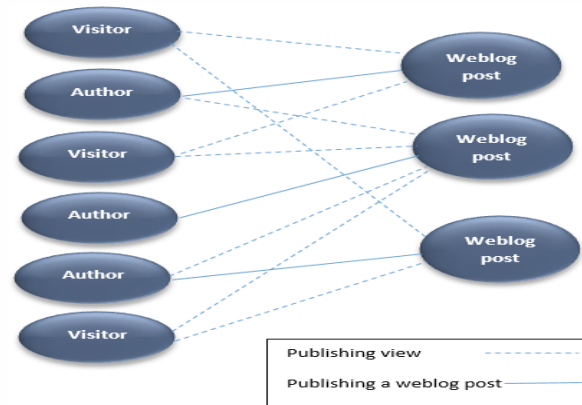 Visitor
Author
Visitor
Author
Author
Visitor
Weblog
post
Weblog
post
Weblog
post
Publishing view
Publishing a weblog post